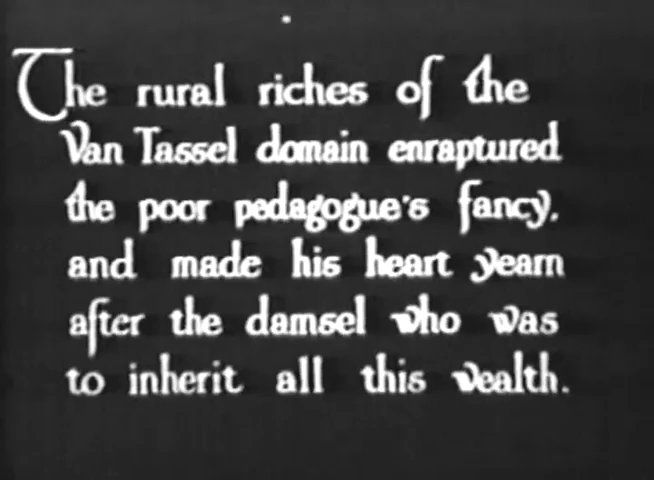 The rural riches of the
Van Tassel domain enraptured
the poor pedagogue's fancy,
and made his heart yearn
after the damsel who was
to inherit all this wealth.